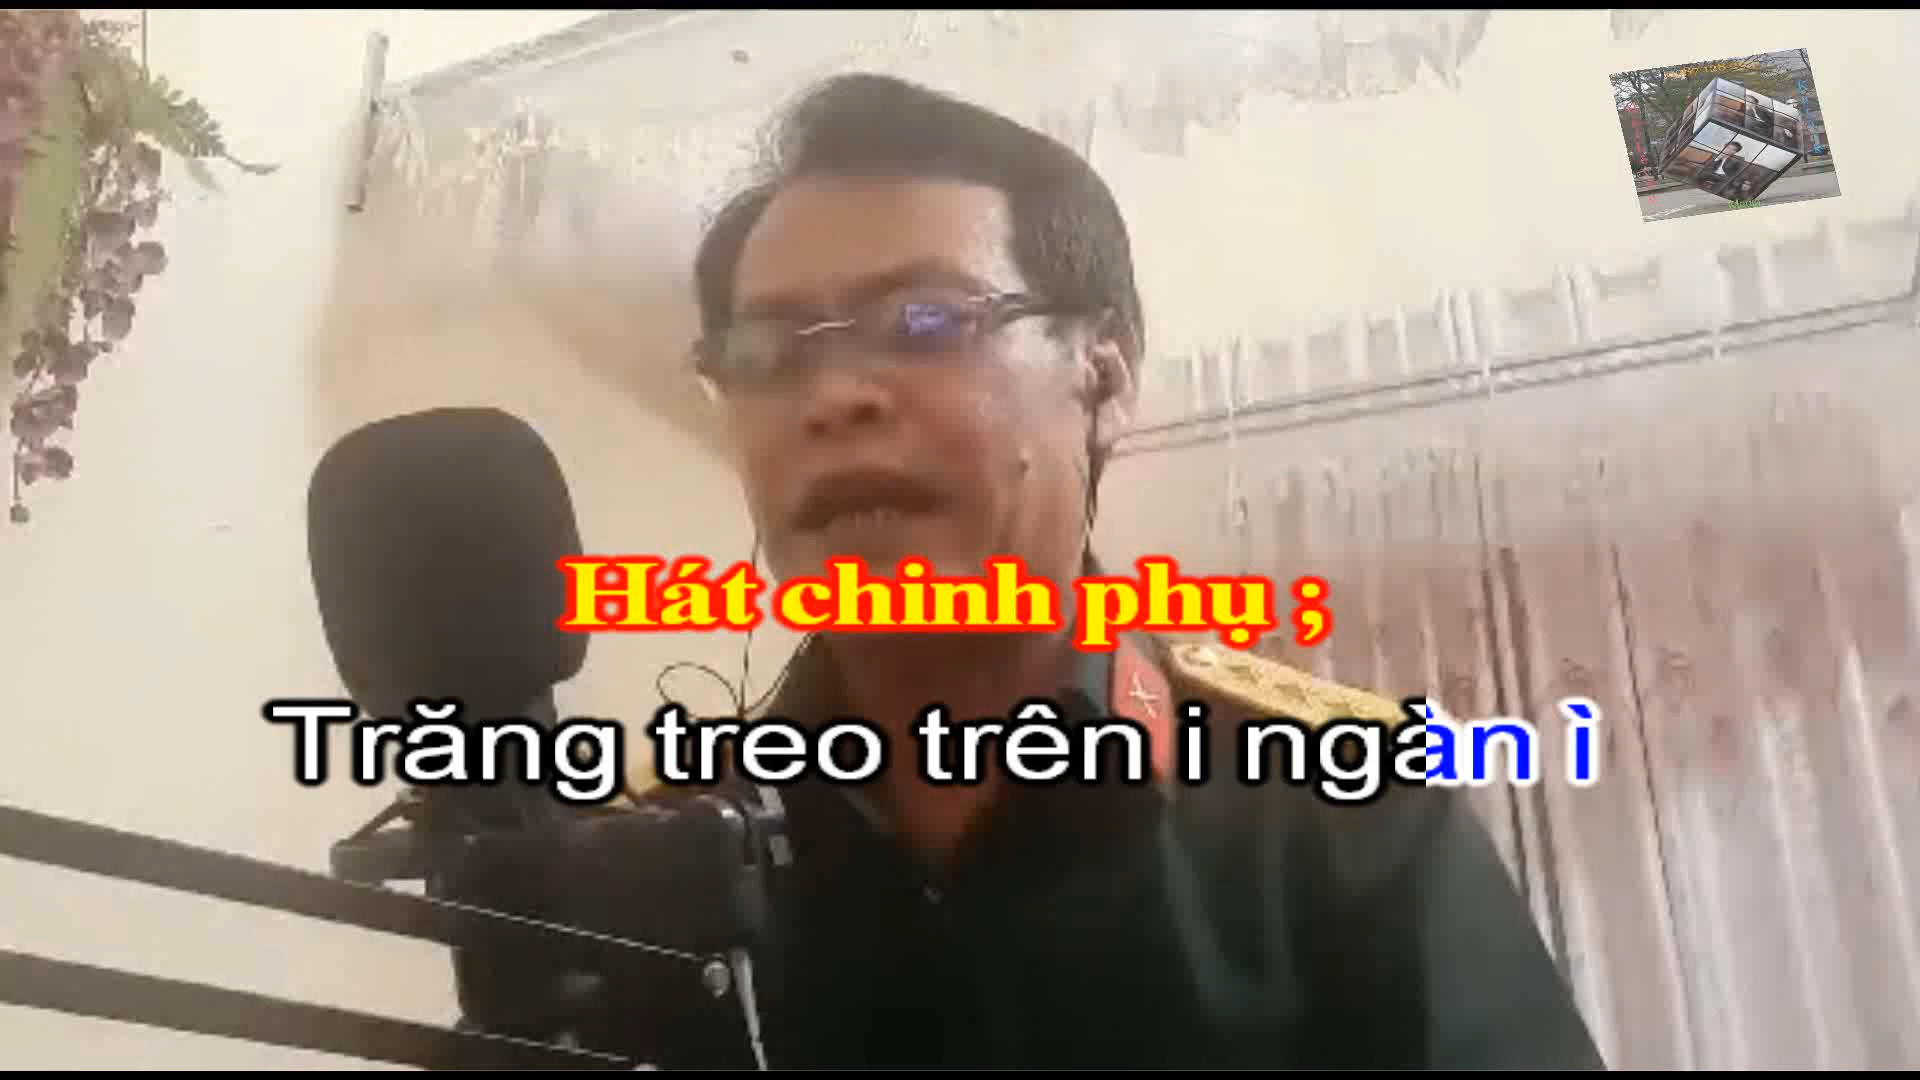 Hát chinh phụ ;
Trăng treo trên i ngàn ì